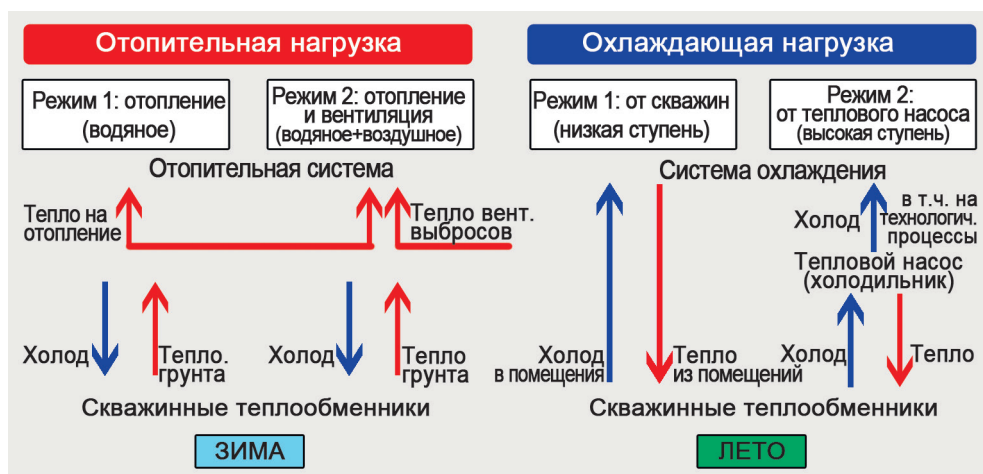 Отопительная нагрузка
Охлаждающая нагрузка
Режим 1: отопление
(водяное)
Режим 2: отопление
и вентиляция
(водяное+воздушное)
Режим 1: от скважин
(низкая ступень)
Режим 2:
от теплового насоса
(высокая ступень)
Отопительная система
Система охлаждения
Тепло на
отопление
Тепло вент.
выбросов
Холод
в т.ч. на
технологич.
процессы
Тепловой насос
(холодильник)
Холод
Тепло.
грунта
Холод
Тепло
грунта
Холод
в помещения
Тепло
из помещений
Холод
Тепло
Скважинные теплообменники
Скважинные теплообменники
ЗИМА
ЛЕТО